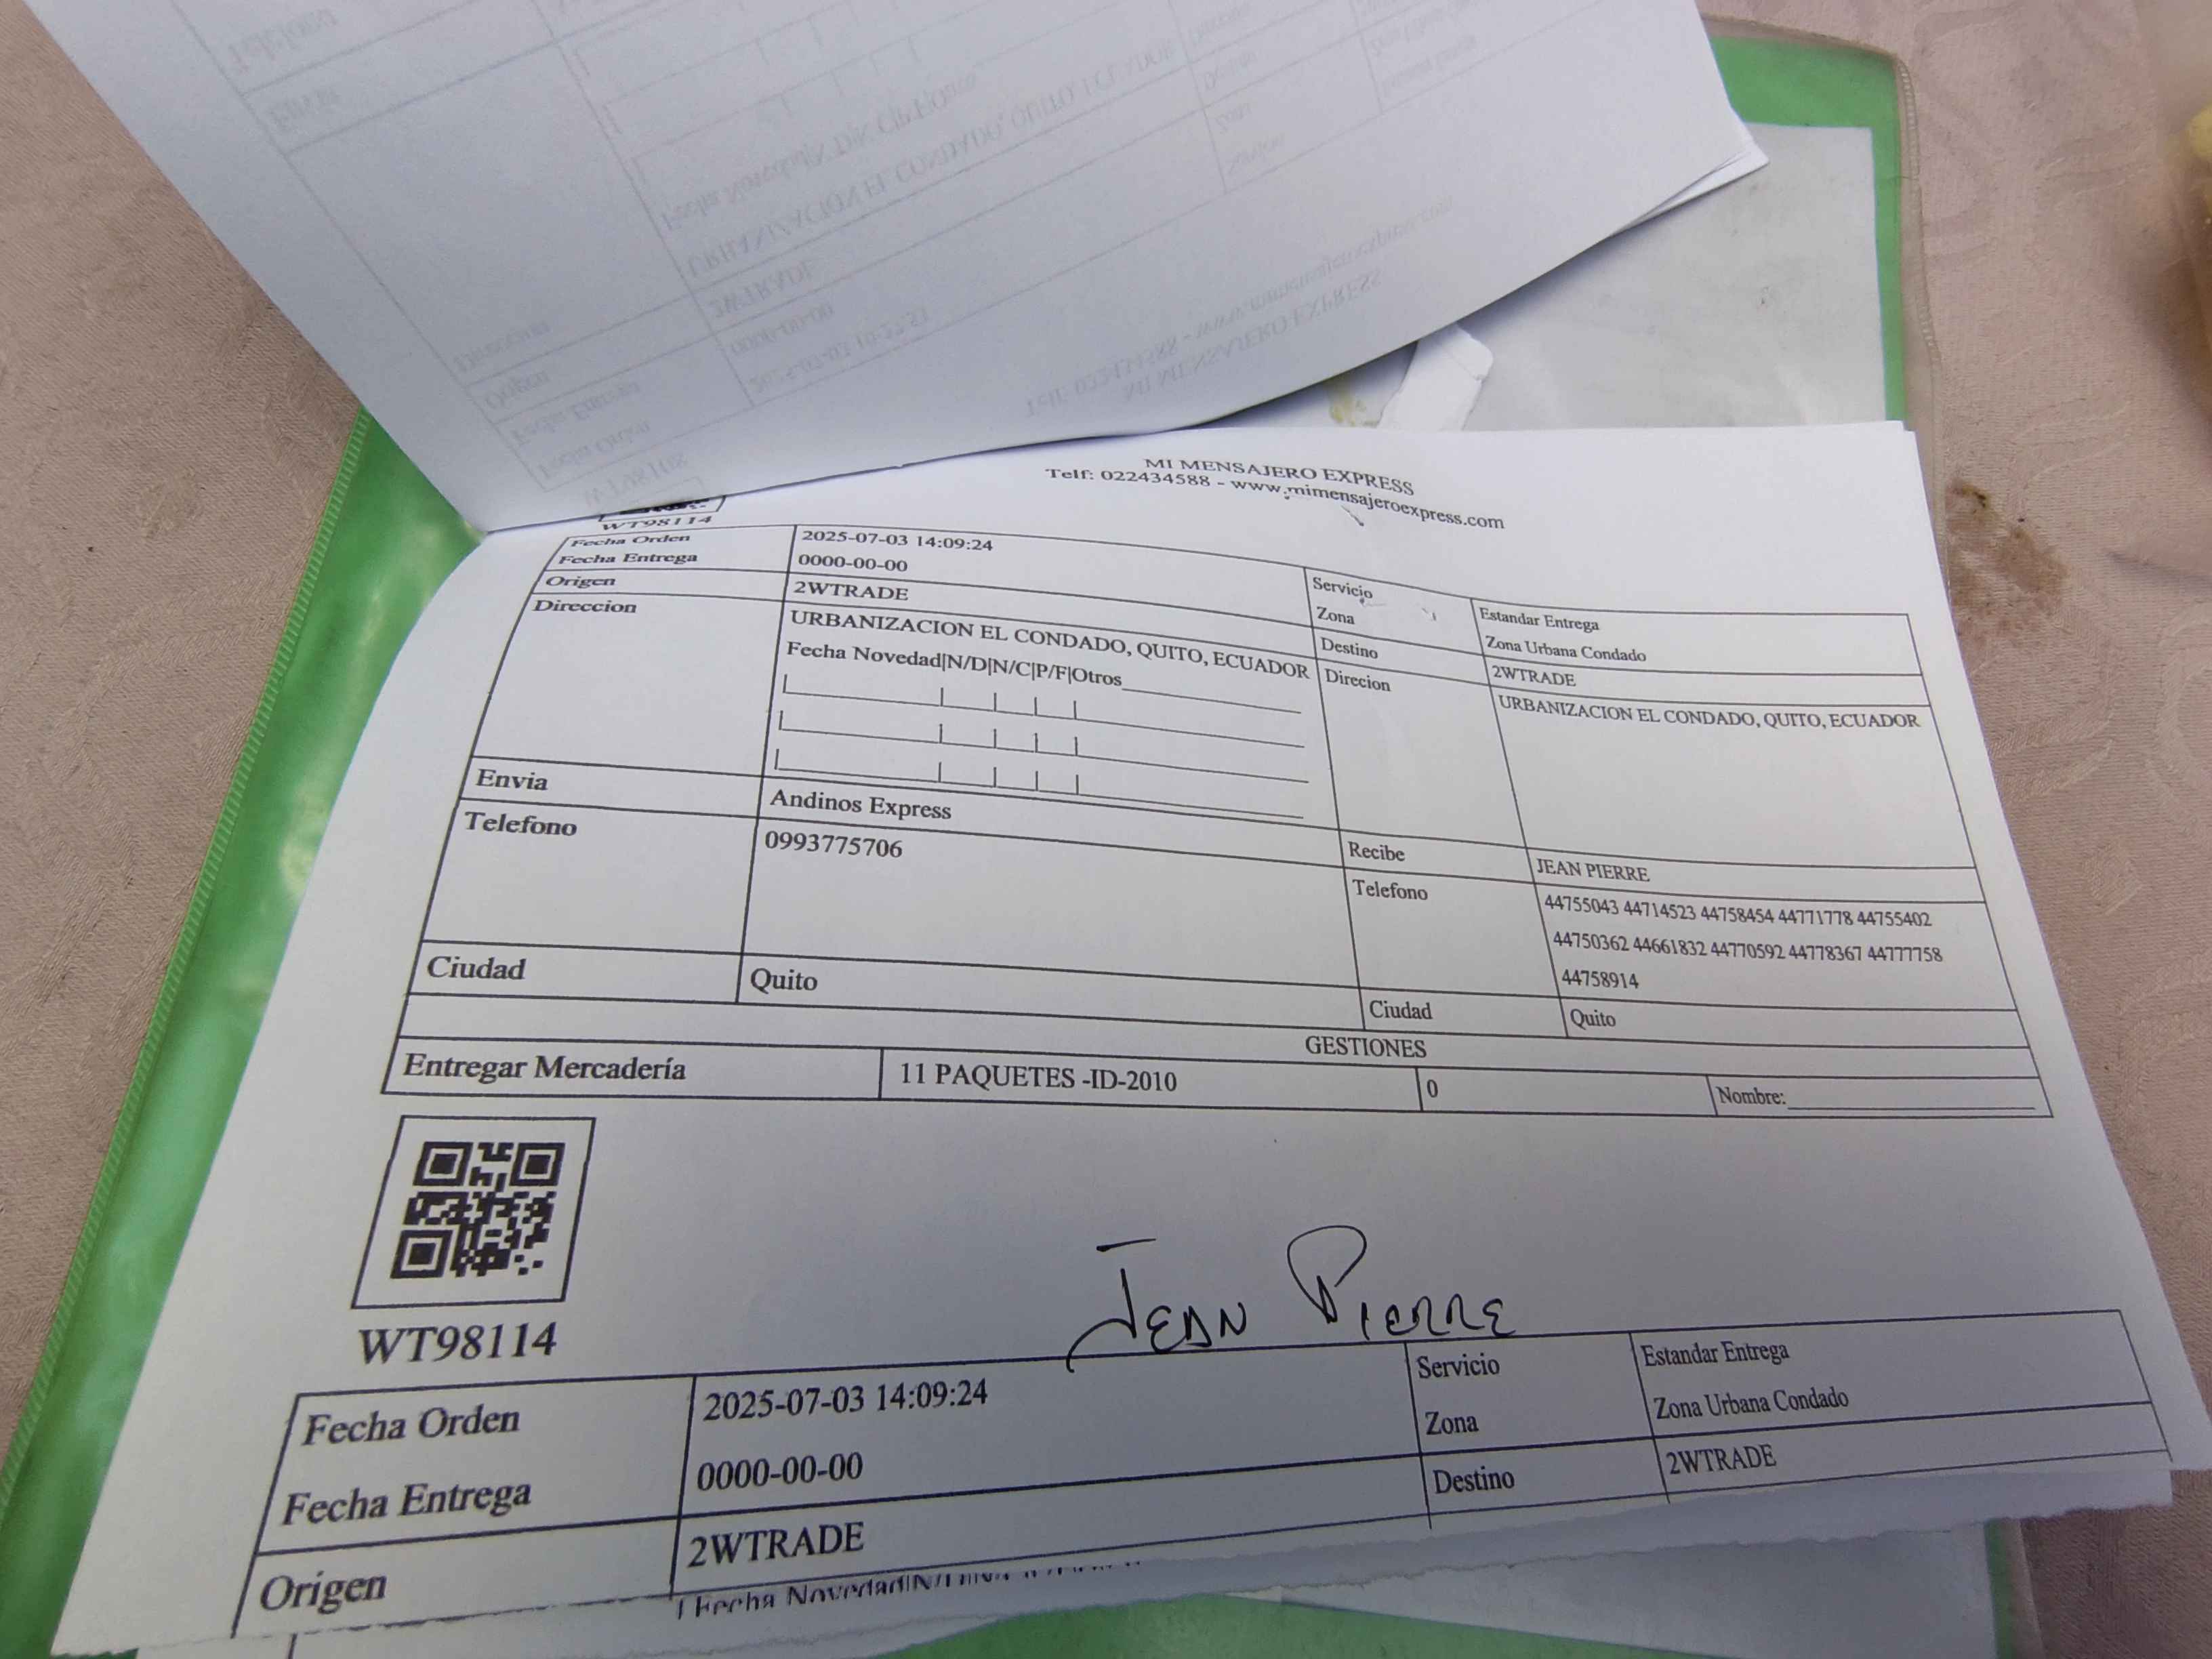 MI MENSAJERO EXPRESS
Telf: 022434588 - www.mimensajeroexpress.com
WT98114
Fecha Orden 2025-07-03 14:09:24 Servicio Estandar Entrega
Fecha Entrega 0000-00-00 Zona Zona Urbana Condado
Origen 2WTRADE Destino 2WTRADE
Direccion URBANIZACION EL CONDADO, QUITO, ECUADOR Direcion URBANIZACION EL CONDADO, QUITO, ECUADOR
Fecha Novedad|N/D|N/C|P/F|Otros
Envia Andinos Express Recibe JEAN PIERRE
Telefono 0993775706 Telefono 44755043 44714523 44758454 44771778 44755402
44750362 44661832 44770592 44778367 44777758
44758914
Ciudad Quito Ciudad Quito
GESTIONES
Entregar Mercadería 11 PAQUETES -ID-2010 0 Nombre:
JEAN PIERRE
WT98114
Fecha Orden 2025-07-03 14:09:24 Servicio Estandar Entrega
Fecha Entrega 0000-00-00 Zona Zona Urbana Condado
Origen 2WTRADE Destino 2WTRADE
Fecha Novedad